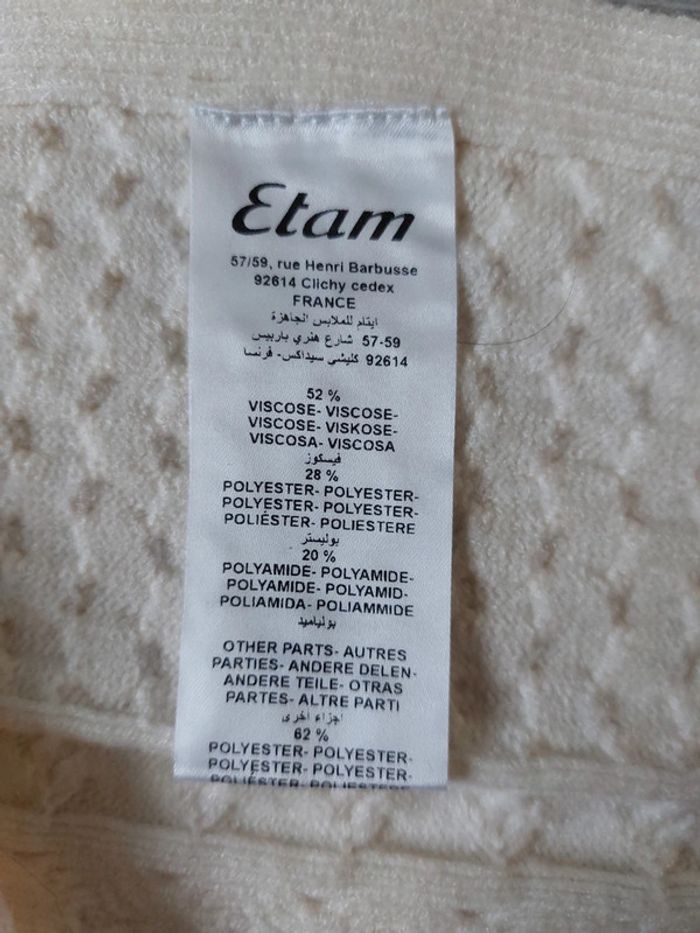 Etam
57/59, rue Henri Barbusse
92614 Clichy cedex
FRANCE
ايتام للملابس الجاهزة
57-59 شارع هنري باربيس
92614 كليشي سيداكس- فرنسا
52 %
VISCOSE- VISCOSE-
VISCOSE- VISKOSE-
VISCOSA- VISCOSA
فيسكوز
28 %
POLYESTER- POLYESTER-
POLYESTER- POLYESTER-
POLIÉSTER- POLIESTERE
بوليستر
20 %
POLYAMIDE- POLYAMIDE-
POLYAMIDE- POLYAMID-
POLIAMIDA- POLIAMMIDE
بولياميد
OTHER PARTS- AUTRES
PARTIES- ANDERE DELEN-
ANDERE TEILE- OTRAS
PARTES- ALTRE PARTI
اجزاء اخرى
62 %
POLYESTER- POLYESTER-
POLYESTER- POLYESTER-
POLIÉSTER- POLIESTERE